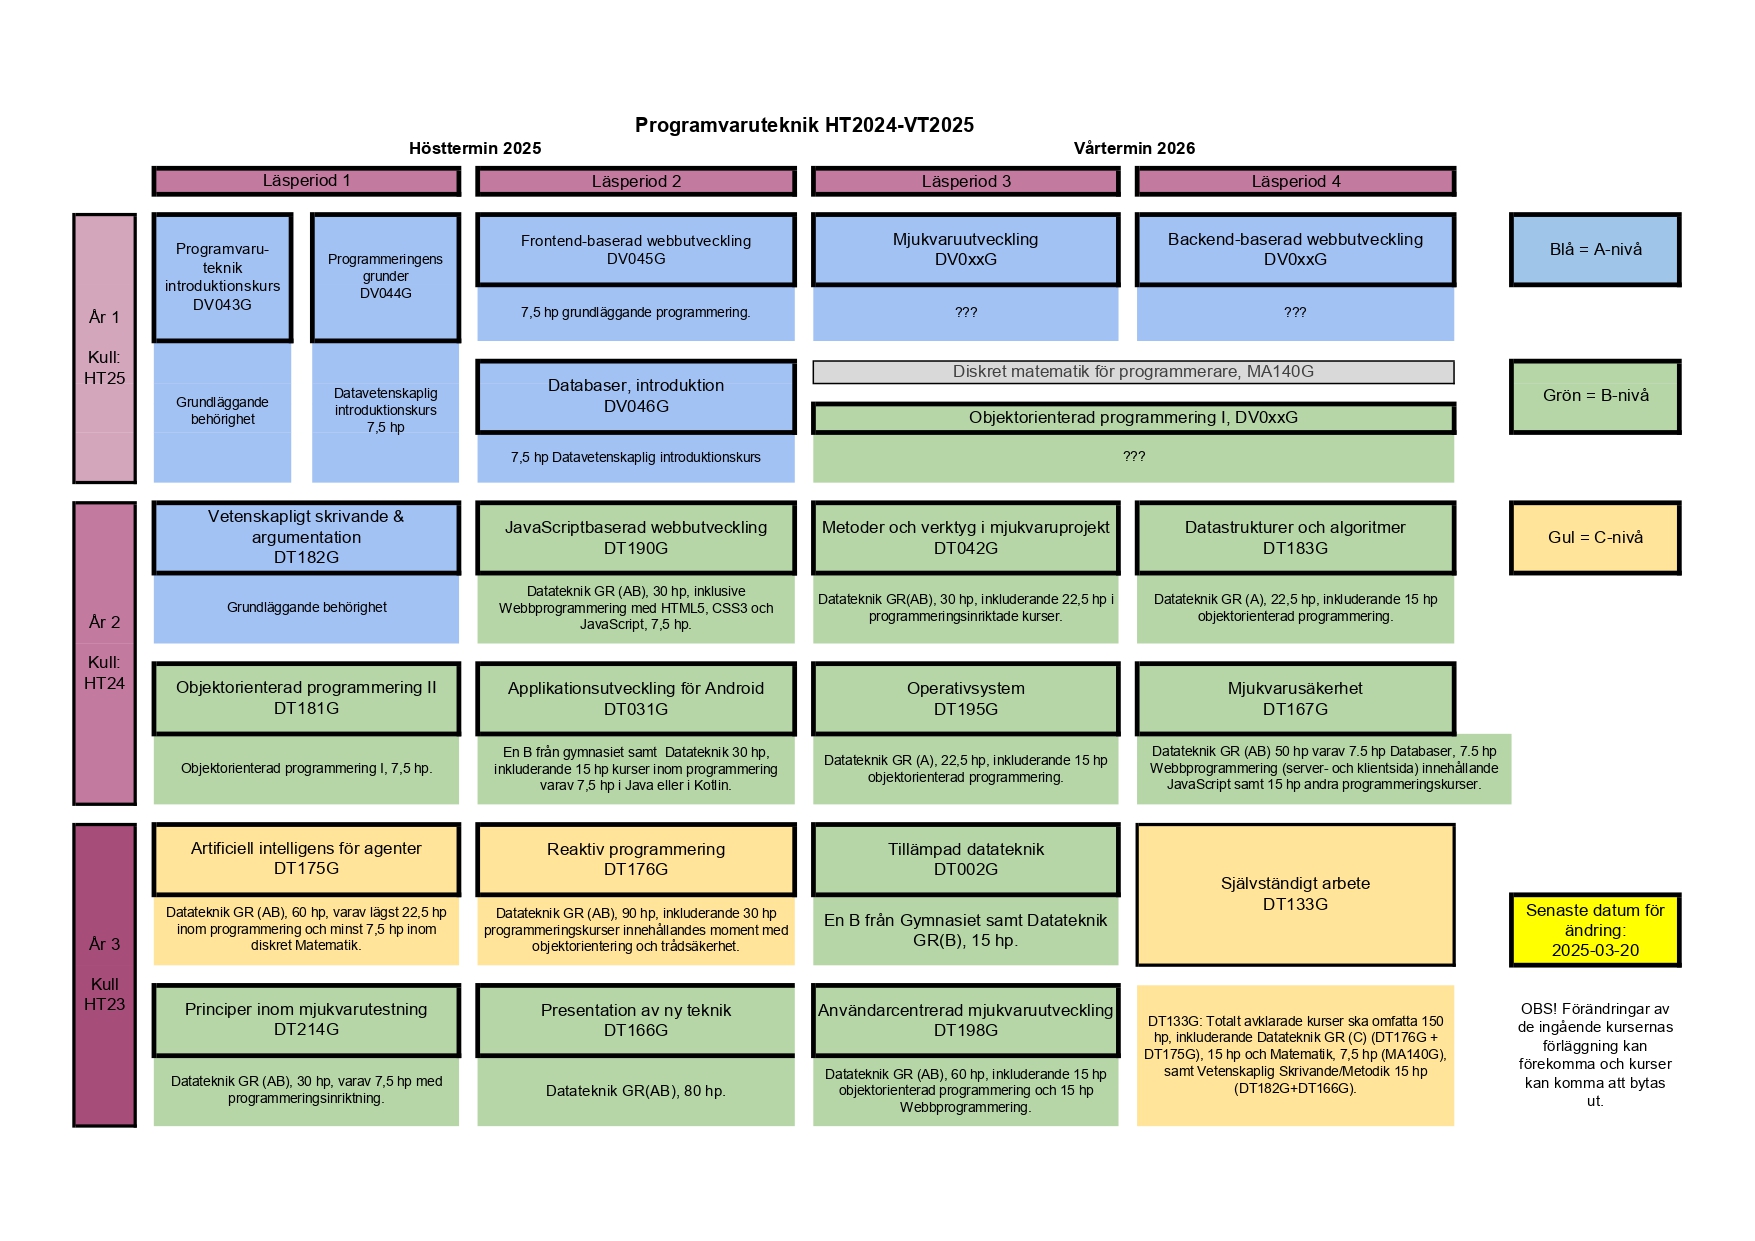 Programvaruteknik HT2024-VT2025
Hösttermin 2025
Vårtermin 2026
Läsperiod 1
Läsperiod 2
Läsperiod 3
Läsperiod 4
År 1
Kull:
HT25
Programvaru-
teknik
introduktionskurs
DV043G
Grundläggande
behörighet
Programmeringens
grunder
DV044G
Datavetenskaplig
introduktionskurs
7,5 hp
Frontend-baserad webbutveckling
DV045G
7,5 hp grundläggande programmering.
Mjukvaruutveckling
DV0xxG
???
Backend-baserad webbutveckling
DV0xxG
???
Blå = A-nivå
Databaser, introduktion
DV046G
7,5 hp Datavetenskaplig introduktionskurs
Diskret matematik för programmerare, MA140G
Objektorienterad programmering I, DV0xxG
???
Grön = B-nivå
År 2
Kull:
HT24
Vetenskapligt skrivande &
argumentation
DT182G
Grundläggande behörighet
JavaScriptbaserad webbutveckling
DT190G
Datateknik GR (AB), 30 hp, inklusive
Webbprogrammering med HTML5, CSS3 och
JavaScript, 7,5 hp.
Metoder och verktyg i mjukvaruprojekt
DT042G
Datateknik GR(AB), 30 hp, inkluderande 22,5 hp i
programmeringsinriktade kurser.
Datastrukturer och algoritmer
DT183G
Datateknik GR (A), 22,5 hp, inkluderande 15 hp
objektorienterad programmering.
Gul = C-nivå
Objektorienterad programmering II
DT181G
Objektorienterad programmering I, 7,5 hp.
Applikationsutveckling för Android
DT031G
En B från gymnasiet samt  Datateknik 30 hp,
inkluderande 15 hp kurser inom programmering
varav 7,5 hp i Java eller i Kotlin.
Operativsystem
DT195G
Datateknik GR (A), 22,5 hp, inkluderande 15 hp
objektorienterad programmering.
Mjukvarusäkerhet
DT167G
Datateknik GR (AB) 50 hp varav 7.5 hp Databaser, 7.5 hp
Webbprogrammering (server- och klientsida) innehållande
JavaScript samt 15 hp andra programmeringskurser.
År 3
Kull
HT23
Artificiell intelligens för agenter
DT175G
Datateknik GR (AB), 60 hp, varav lägst 22,5 hp
inom programmering och minst 7,5 hp inom
diskret Matematik.
Reaktiv programmering
DT176G
Datateknik GR (AB), 90 hp, inkluderande 30 hp
programmeringskurser innehållandes moment med
objektorientering och trådsäkerhet.
Tillämpad datateknik
DT002G
En B från Gymnasiet samt Datateknik
GR(B), 15 hp.
Självständigt arbete
DT133G
Senaste datum för
ändring:
2025-03-20
Principer inom mjukvarutestning
DT214G
Datateknik GR (AB), 30 hp, varav 7,5 hp med
programmeringsinriktning.
Presentation av ny teknik
DT166G
Datateknik GR(AB), 80 hp.
Användarcentrerad mjukvaruutveckling
DT198G
Datateknik GR (AB), 60 hp, inkluderande 15 hp
objektorienterad programmering och 15 hp
Webbprogrammering.
DT133G: Totalt avklarade kurser ska omfatta 150
hp, inkluderande Datateknik GR (C) (DT176G +
DT175G), 15 hp och Matematik, 7,5 hp (MA140G),
samt Vetenskaplig Skrivande/Metodik 15 hp
(DT182G+DT166G).
OBS! Förändringar av
de ingående kursernas
förläggning kan
förekomma och kurser
kan komma att bytas
ut.